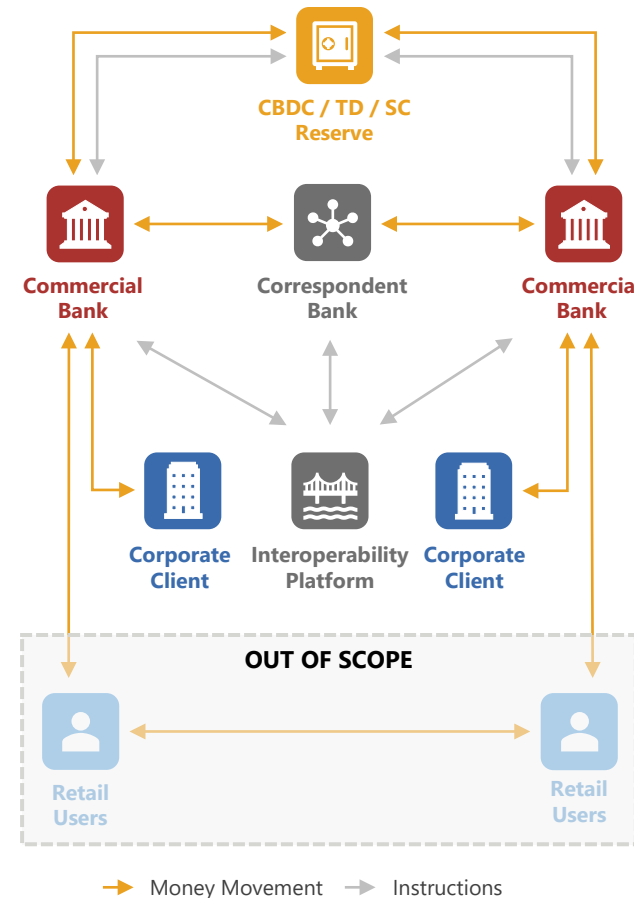 CBDC / TD / SC
Reserve
Commercial
Bank
Correspondent
Bank
Commercia
Bank
Corporate
Client
Interoperability
Platform
Corporate
Client
OUT OF SCOPE
Retail
Users
Retail
Users
Money Movement
Instructions